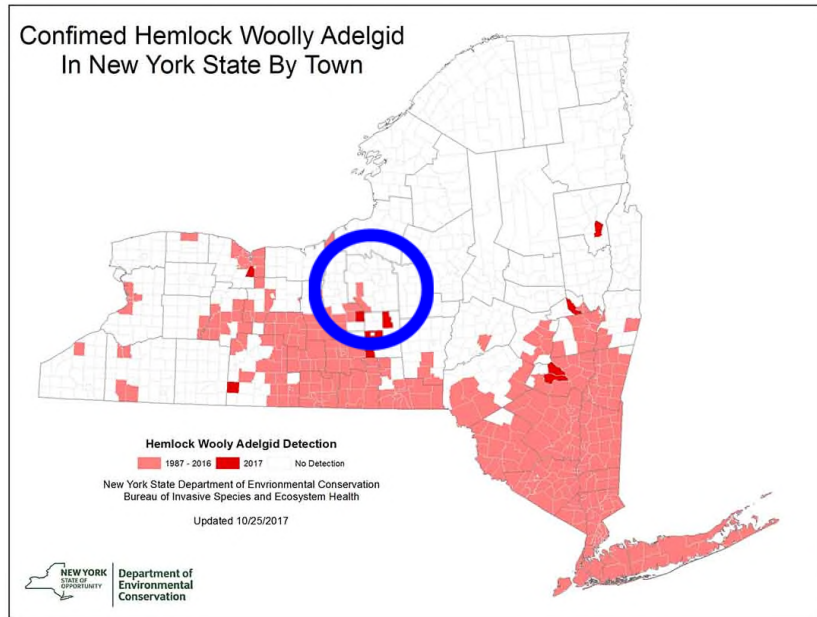 Confimed Hemlock Woolly Adelgid
In New York State By Town
Hemlock Wooly Adelgid Detection
1987 - 2016 2017 No Detection
New York State Department of Envrionmental Conservation
Bureau of Invasive Species and Ecosystem Health
Updated 10/25/2017
NEW YORK
STATE OF
OPPORTUNITY
Department of
Environmental
Conservation